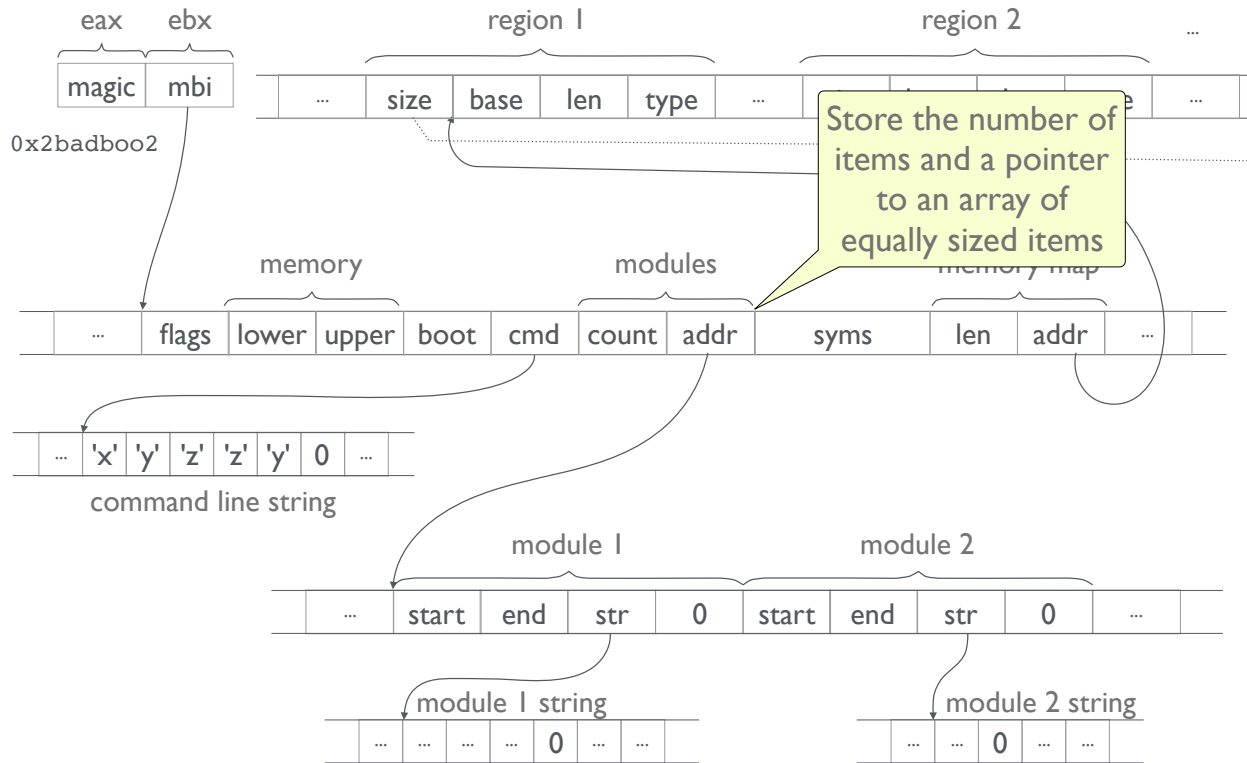 eax ebx
region 1
region 2
...
magic mbi
... size base len type ... ...
0x2badboo2
Store the number of
items and a pointer
to an array of
equally sized items
memory
modules
memory map
... flags lower upper boot cmd count addr syms len addr ...
... 'x' 'y' 'z' 'z' 'y' 0 ...
command line string
module 1
module 2
... start end str 0 start end str 0 ...
module 1 string
module 2 string
... ... ... ... 0 ... ...
... ... 0 ... ...